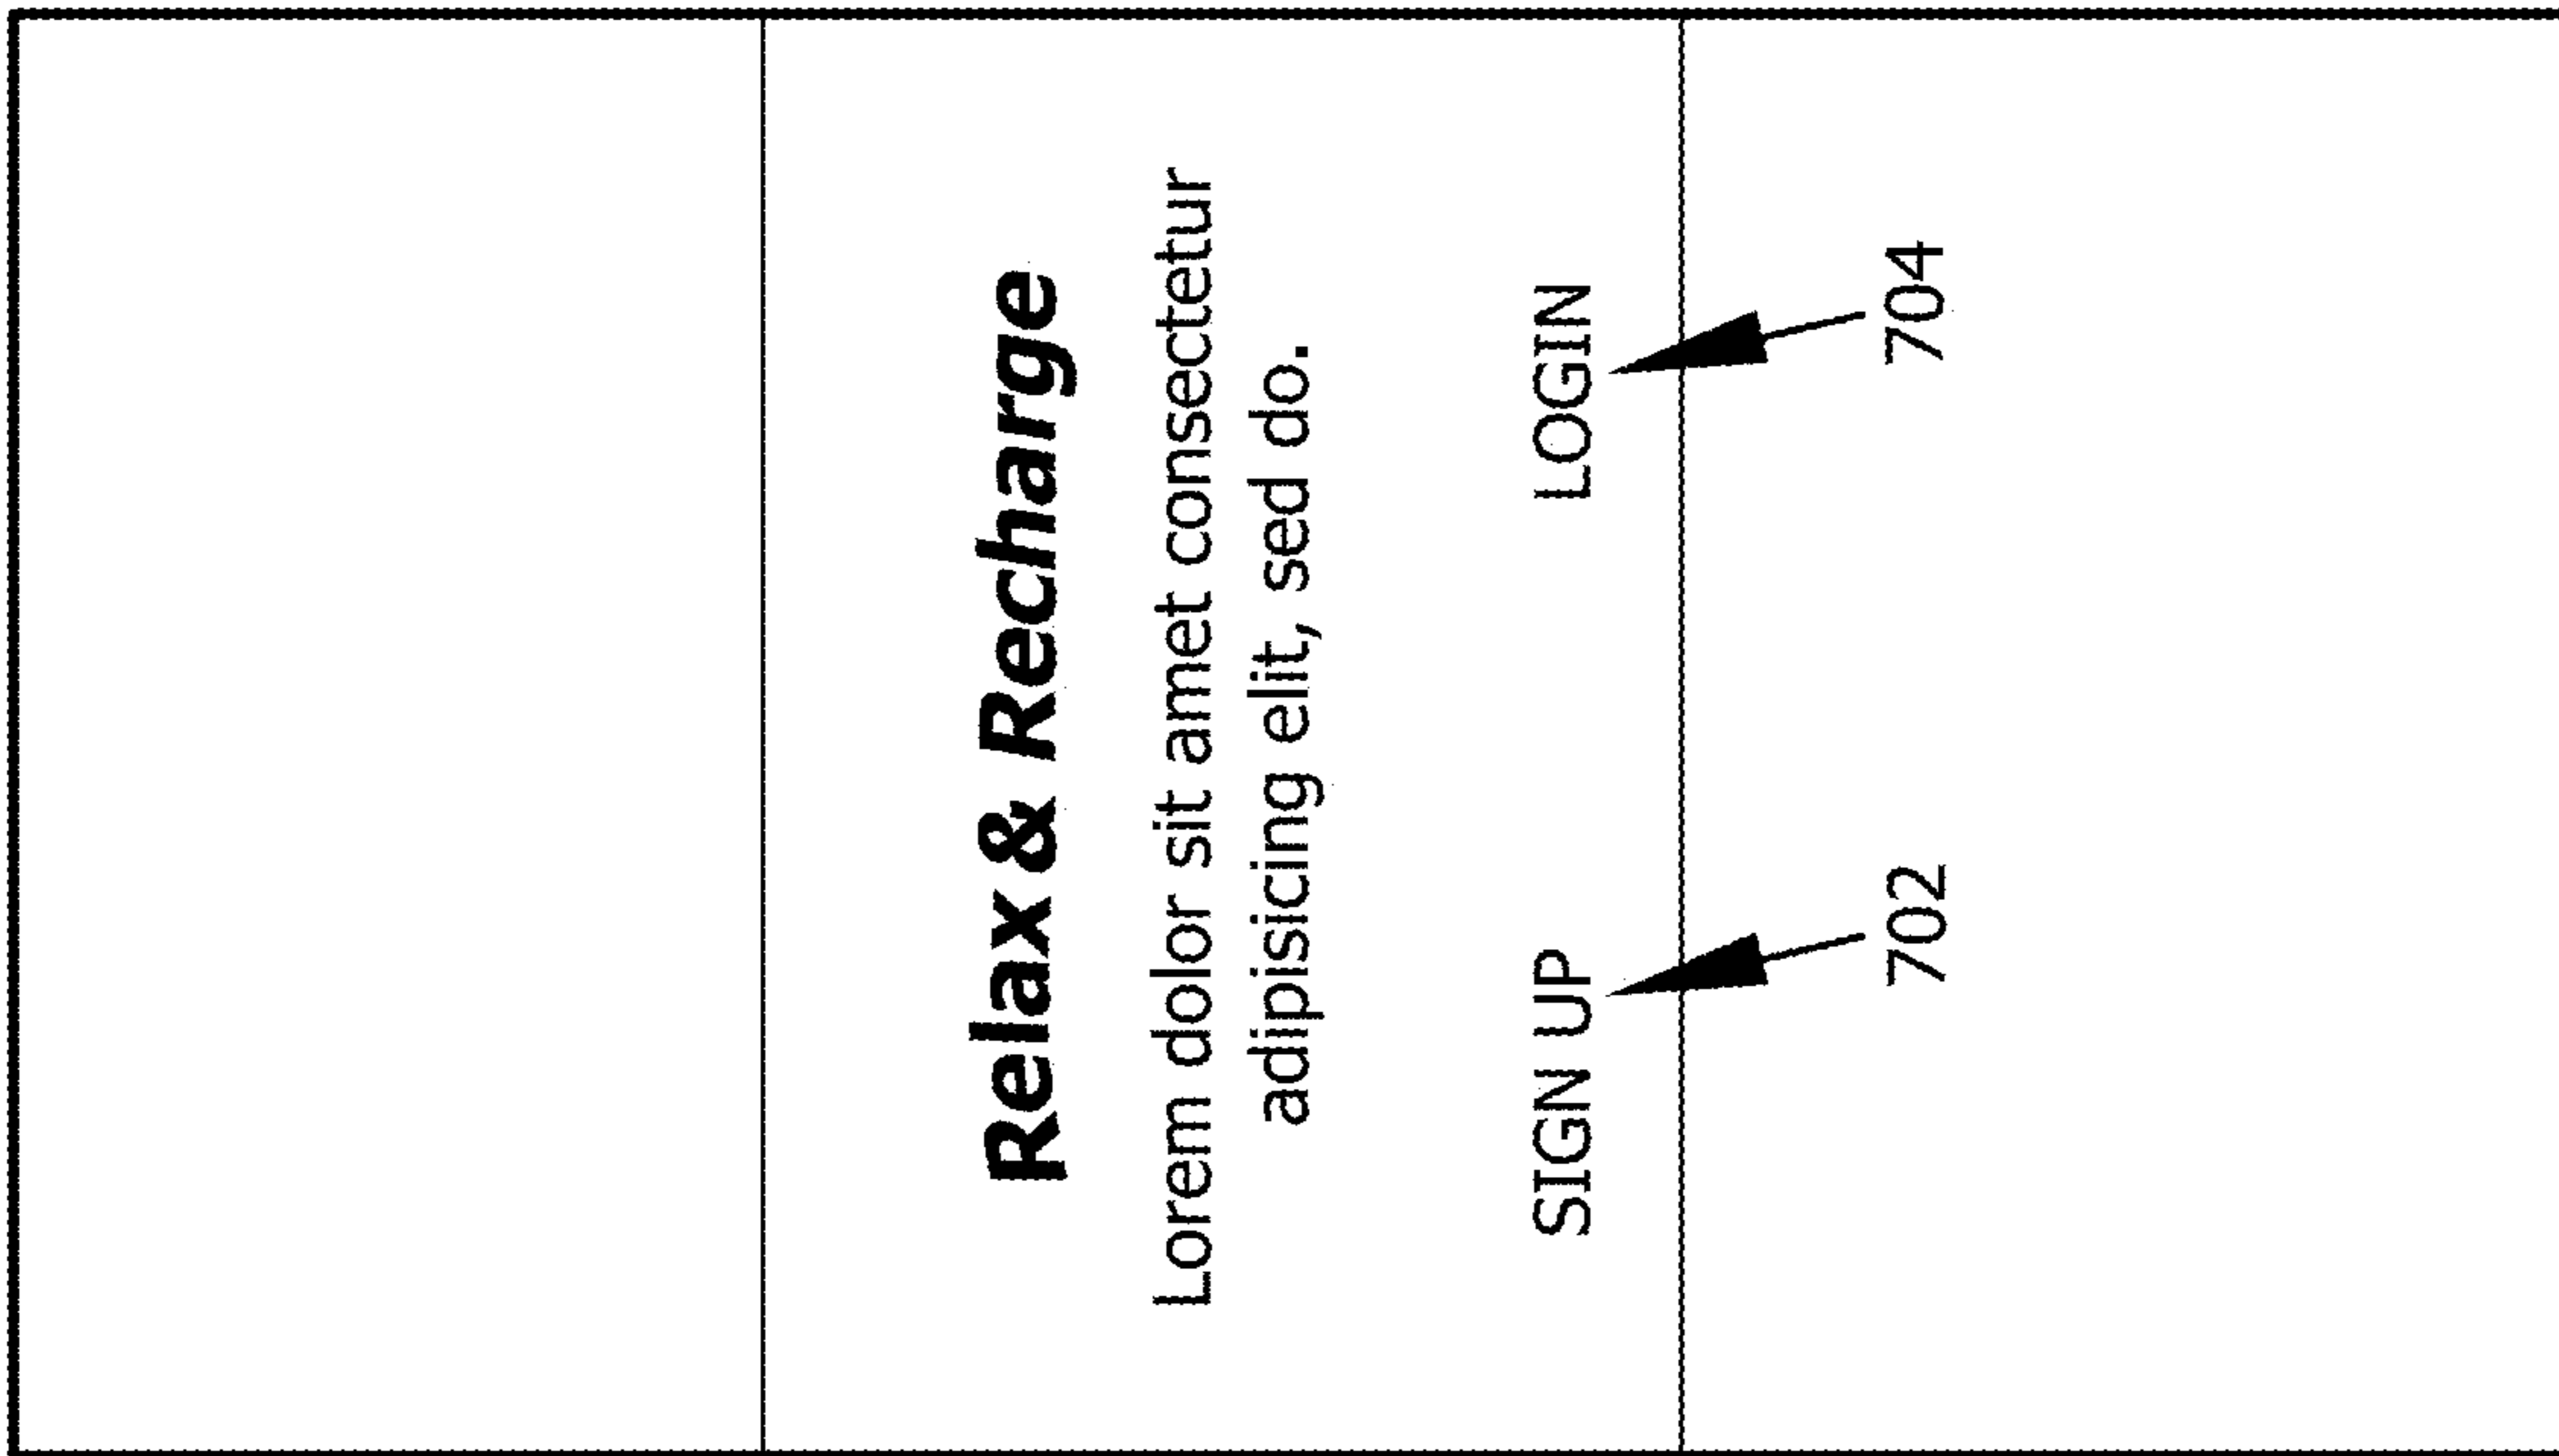 Relax & Recharge
Lorem dolor sit amet consectetur
adipisicing elit, sed do.
SIGN UP LOGIN
702 704